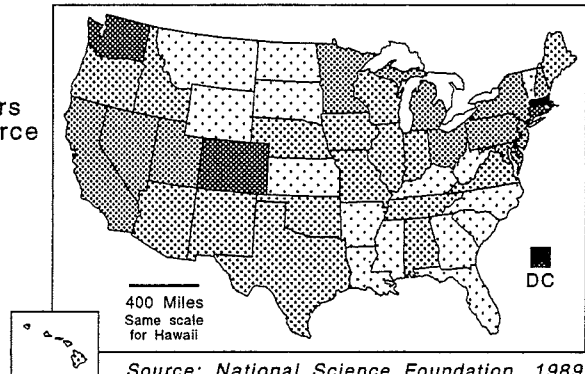 rs
rce
DC
400 Miles
Same scale
for Hawaii
Source: National Science Foundation, 1989